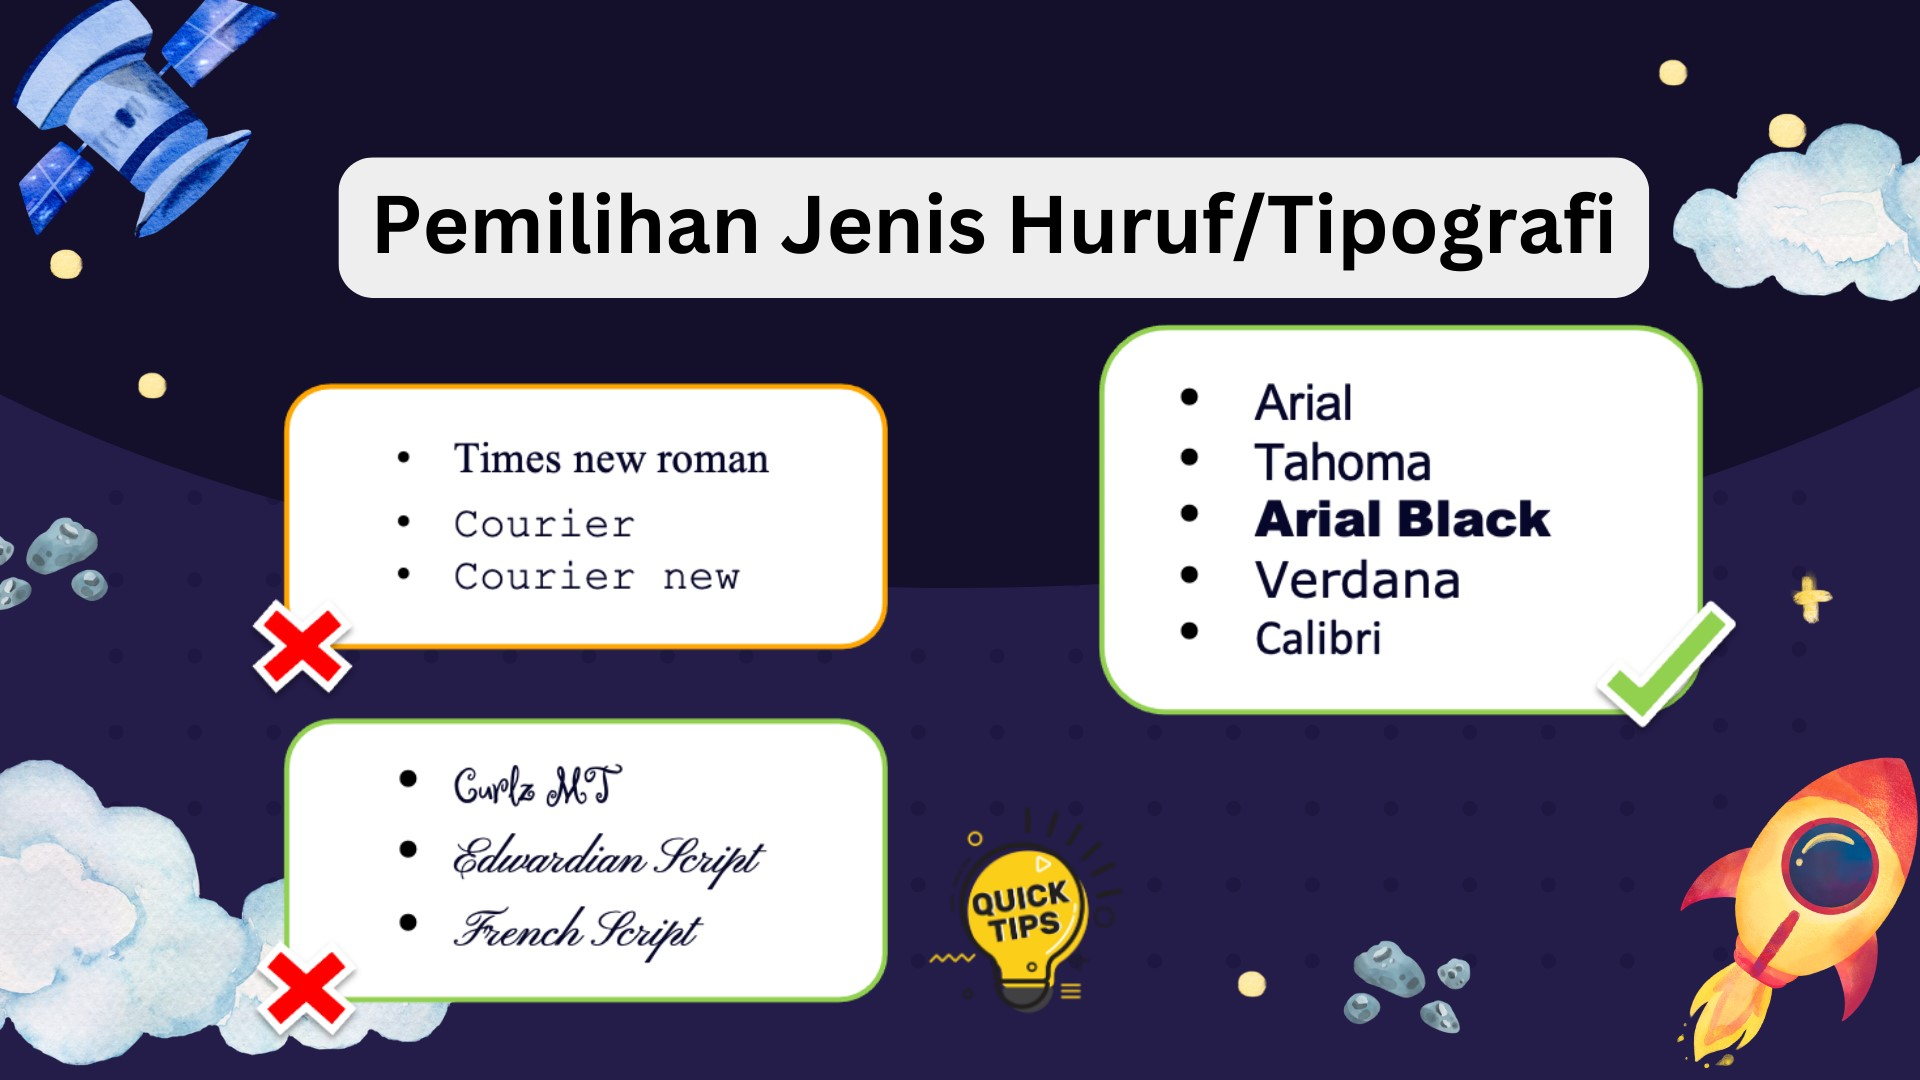 Pemilihan Jenis Huruf/Tipografi
• Times new roman
• Courier
• Courier new
• Arial
• Tahoma
• Arial Black
• Verdana
• Calibri
• Curlz MT
• Edwardian Script
• French Script
QUICK
TIPS